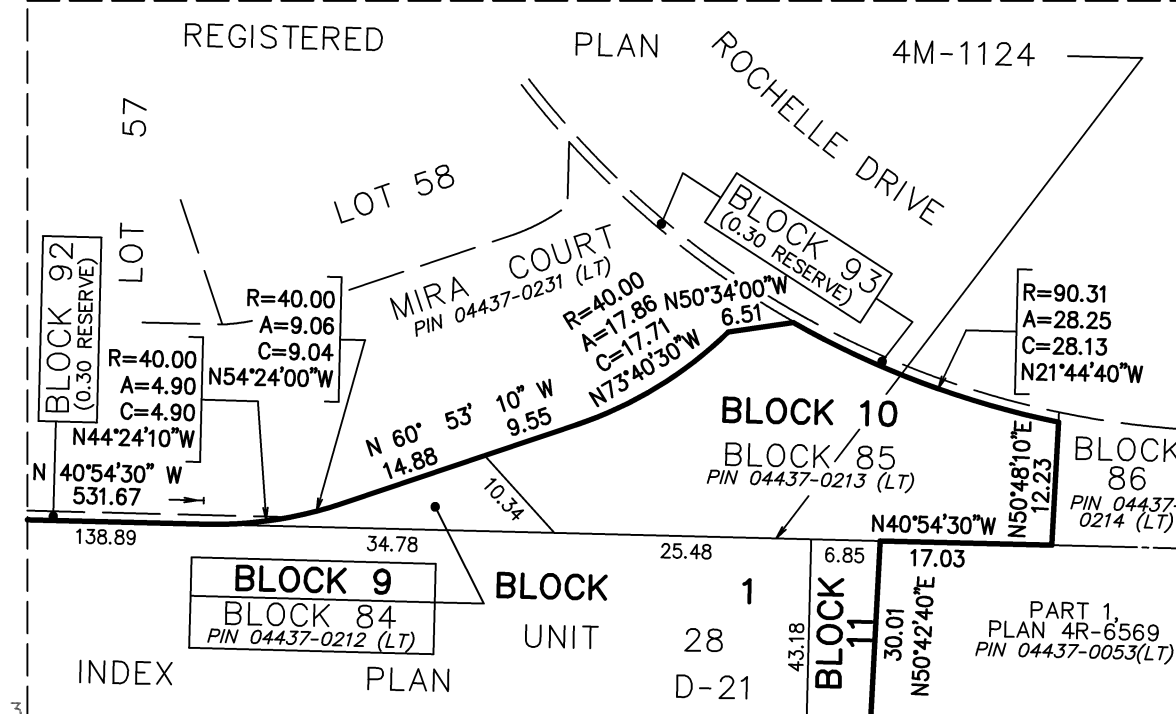 REGISTERED PLAN 4M-1124
ROCHELLE DRIVE
LOT 57
LOT 58
BLOCK 93
(0.30 RESERVE)
MIRA COURT
PIN 04437-0231 (LT)
BLOCK 92
(0.30 RESERVE)
R=40.00
A=9.06
C=9.04
N54°24'00"W
R=40.00
A=4.90
C=4.90
N44°24'10"W
N 40°54'30" W
531.67
R=40.00
A=17.86
C=17.71
N73°40'30"W
N50°34'00"W
6.51
R=90.31
A=28.25
C=28.13
N21°44'40"W
N 60° 53' 10" W
14.88
9.55
10.34
BLOCK 10
BLOCK 85
PIN 04437-0213 (LT)
N50°48'10"E
12.23
BLOCK
86
PIN 04437-
0214 (LT)
N40°54'30"W
138.89
34.78
25.48
6.85
17.03
BLOCK 9
BLOCK 84
PIN 04437-0212 (LT)
BLOCK 1
UNIT 28
INDEX PLAN D-21
43.18
BLOCK
11
30.01
N50°42'40"E
PART 1,
PLAN 4R-6569
PIN 04437-0053(LT)
3